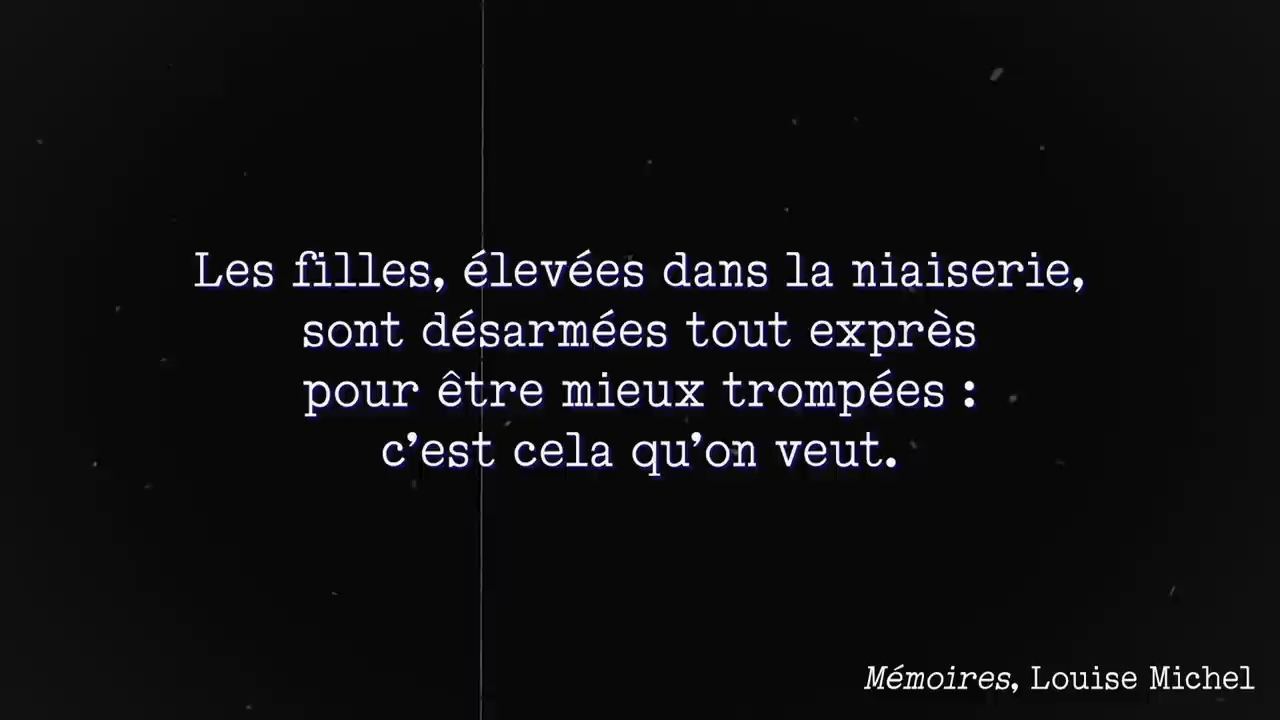 Les filles, élevées dans la niaiserie,
sont désarmées tout exprès
pour être mieux trompées :
c’est cela qu’on veut.
Mémoires, Louise Michel